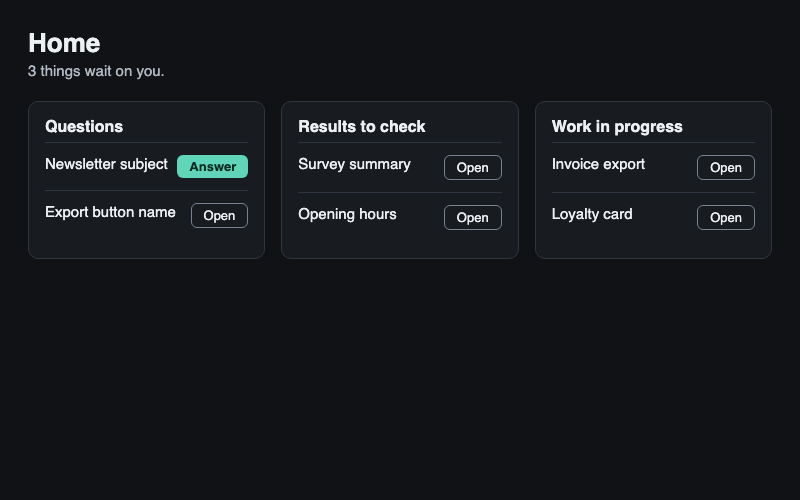 Home
3 things wait on you.
Questions
Newsletter subject Answer
Export button name Open
Results to check
Survey summary Open
Opening hours Open
Work in progress
Invoice export Open
Loyalty card Open